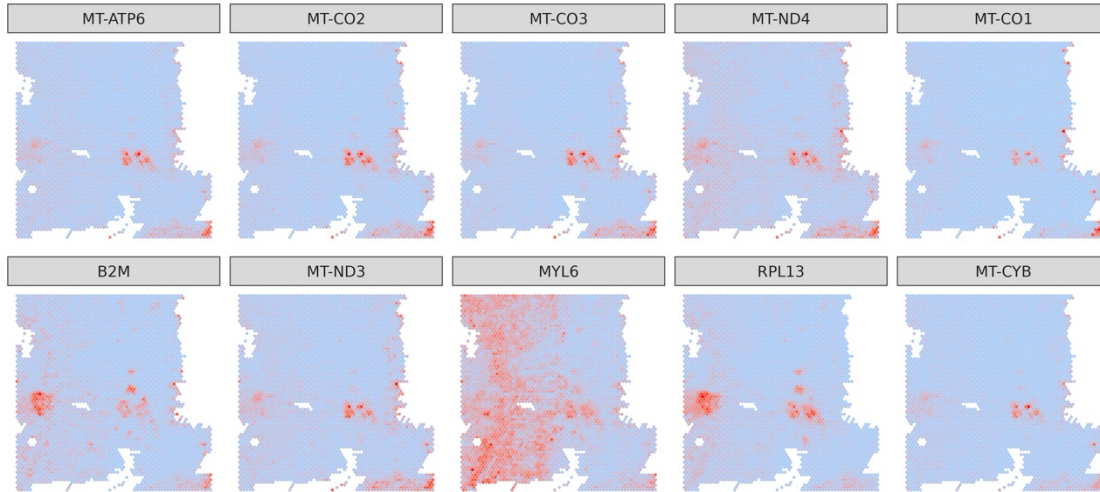 MT-ATP6 MT-CO2 MT-CO3 MT-ND4 MT-CO1
B2M MT-ND3 MYL6 RPL13 MT-CYB